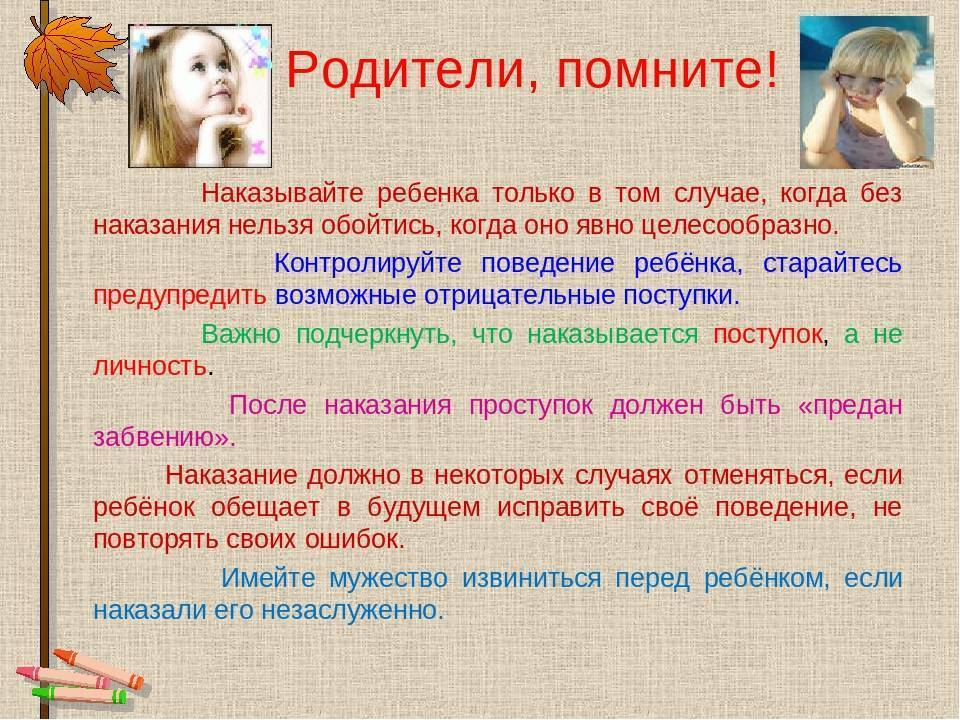 Родители, помните!
Наказывайте ребенка только в том случае, когда без
наказания нельзя обойтись, когда оно явно целесообразно.
Контролируйте поведение ребёнка, старайтесь
предупредить возможные отрицательные поступки.
Важно подчеркнуть, что наказывается поступок, а не
личность.
После наказания проступок должен быть «предан
забвению».
Наказание должно в некоторых случаях отменяться, если
ребёнок обещает в будущем исправить своё поведение, не
повторять своих ошибок.
Имейте мужество извиниться перед ребёнком, если
наказали его незаслуженно.